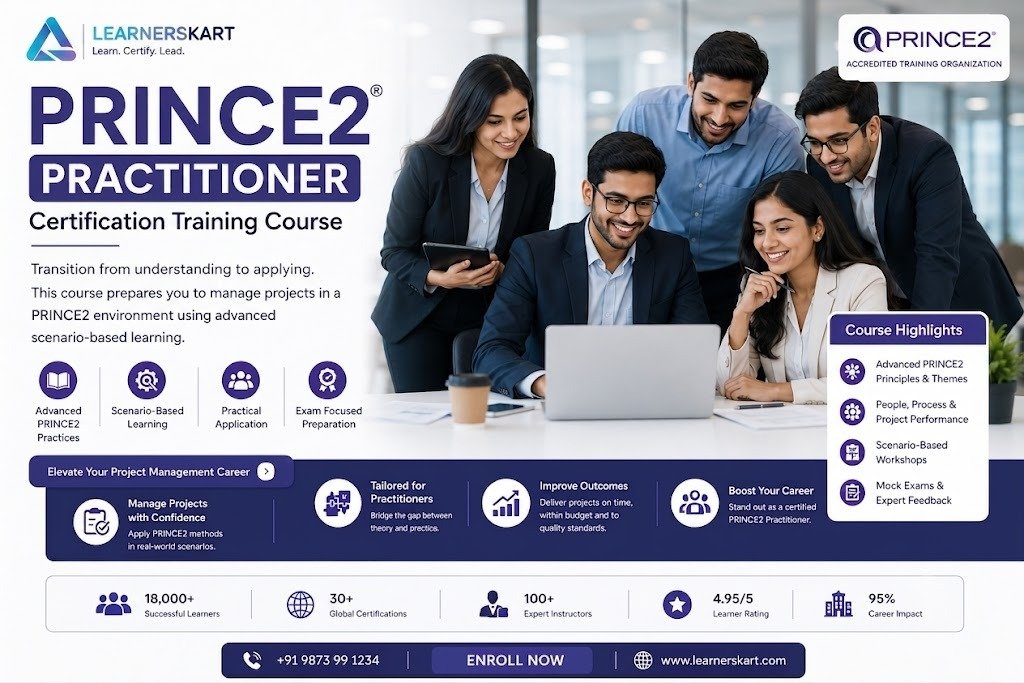 LEARNERSKART
Learn. Certify. Lead.
PRINCE2®
ACCREDITED TRAINING ORGANIZATION
PRINCE2®
PRACTITIONER
Certification Training Course
Transition from understanding to applying.
This course prepares you to manage projects in a
PRINCE2 environment using advanced
scenario-based learning.
Advanced
PRINCE2
Practices
Scenario-Based
Learning
Practical
Application
Exam Focused
Preparation
Course Highlights
Advanced PRINCE2
Principles & Themes
People, Process &
Project Performance
Scenario-Based
Workshops
Mock Exams &
Expert Feedback
Elevate Your Project Management Career
Manage Projects
with Confidence
Apply PRINCE2 methods
in real-world scenarios.
Tailored for
Practitioners
Bridge the gap between
theory and practice.
Improve Outcomes
Deliver projects on time,
within budget and to
quality standards.
Boost Your Career
Stand out as a certified
PRINCE2 Practitioner.
18,000+
Successful Learners
30+
Global Certifications
100+
Expert Instructors
4.95/5
Learner Rating
95%
Career Impact
+91 9873 99 1234
ENROLL NOW
www.learnerskart.com